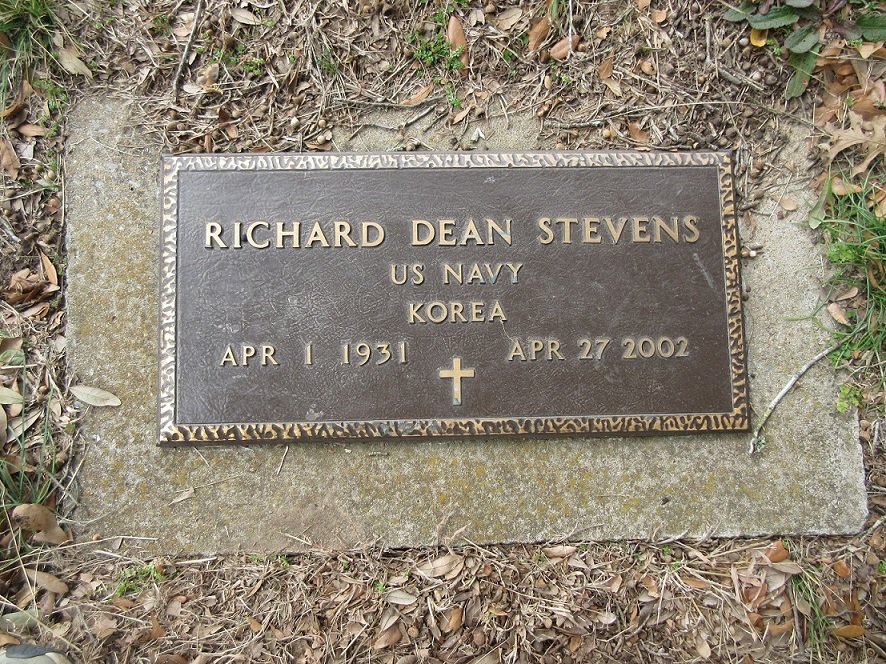 RICHARD DEAN STEVENS
US NAVY
KOREA
APR 1 1931 APR 27 2002